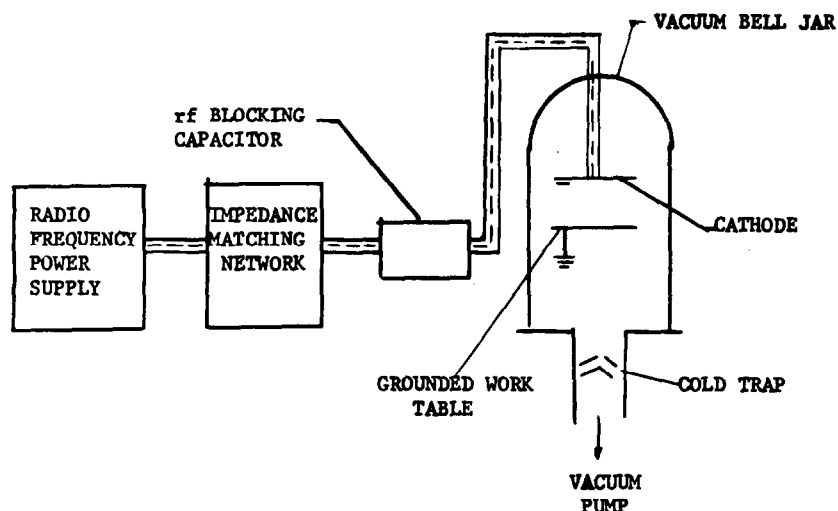 VACUUM BELL JAR
rf BLOCKING
CAPACITOR
RADIO
FREQUENCY
POWER
SUPPLY
IMPEDANCE
MATCHING
NETWORK
CATHODE
GROUNDED WORK
TABLE
COLD TRAP
VACUUM
PUMP